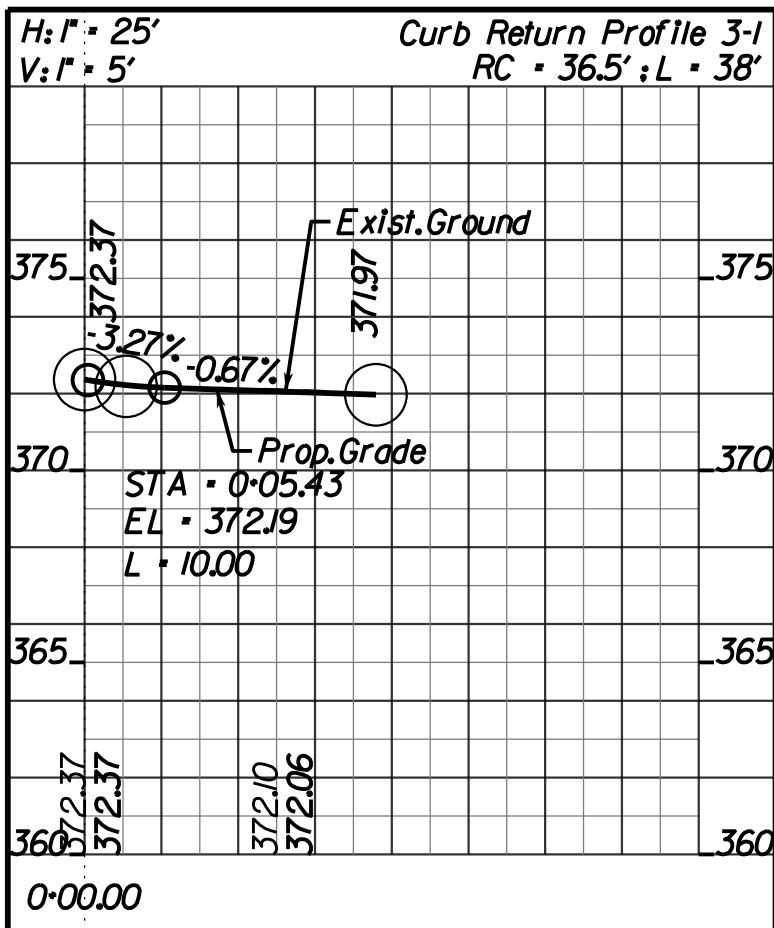 H: 1" = 25'
Curb Return Profile 3-1
V: 1" = 5'
RC = 36.5' : L = 38'
372.37
Exist. Ground
371.97
375
375
-3.27%
-0.67%
Prop. Grade
370
370
STA = 0+05.43
EL = 372.19
L = 10.00
365
365
372.37
372.37
372.10
372.06
360
360
0+00.00